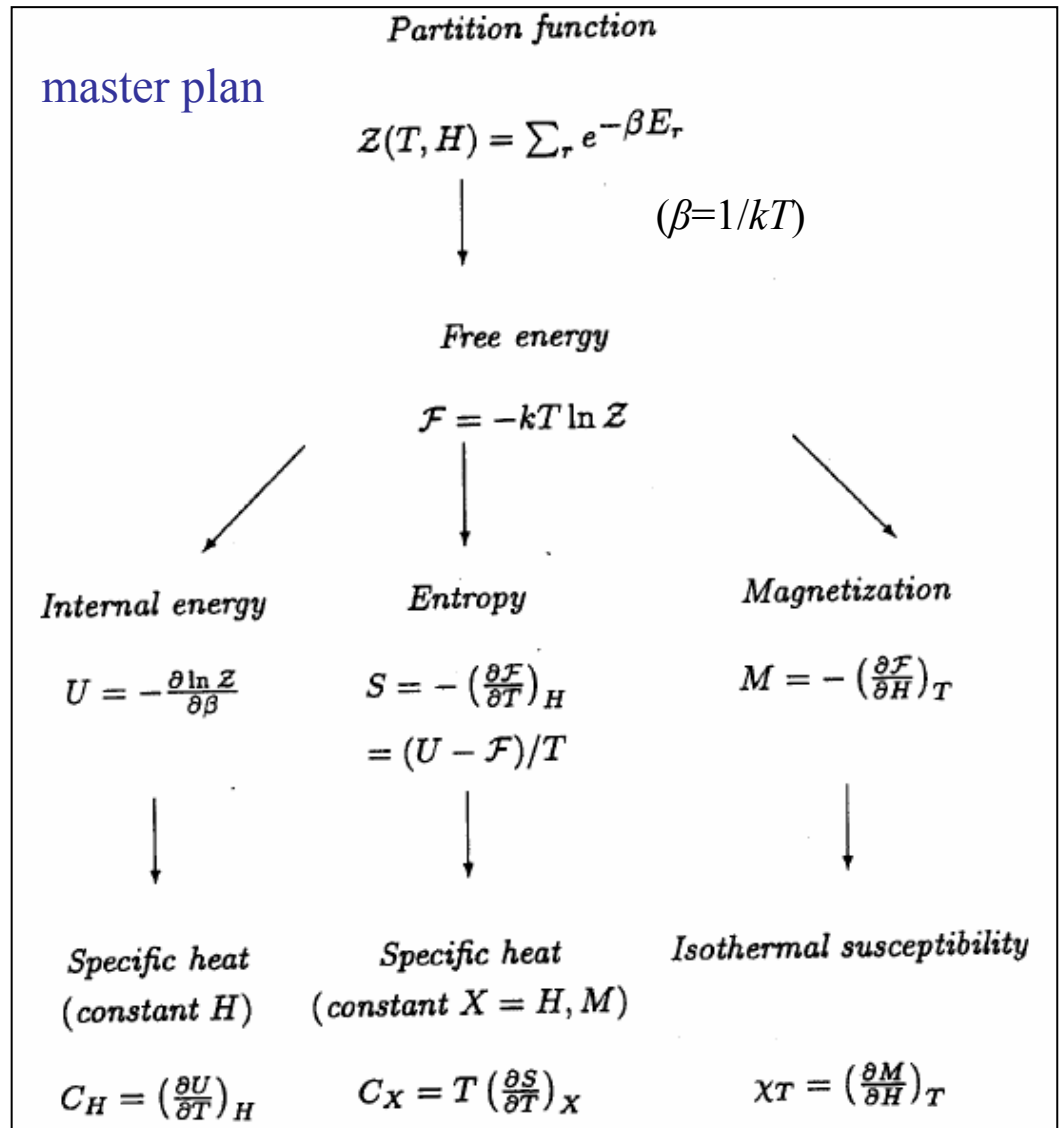 Partition function
master plan
𝒵(T, H) = ∑_r e^{−βE_r}
(β=1/kT)
Free energy
ℱ = −kT ln 𝒵
Internal energy
Entropy
Magnetization
U = −∂ ln 𝒵/∂β
S = −(∂ℱ/∂T)_H
M = −(∂ℱ/∂H)_T
= (U − ℱ)/T
Specific heat
(constant H)
Specific heat
(constant X = H, M)
Isothermal susceptibility
C_H = (∂U/∂T)_H
C_X = T (∂S/∂T)_X
χ_T = (∂M/∂H)_T